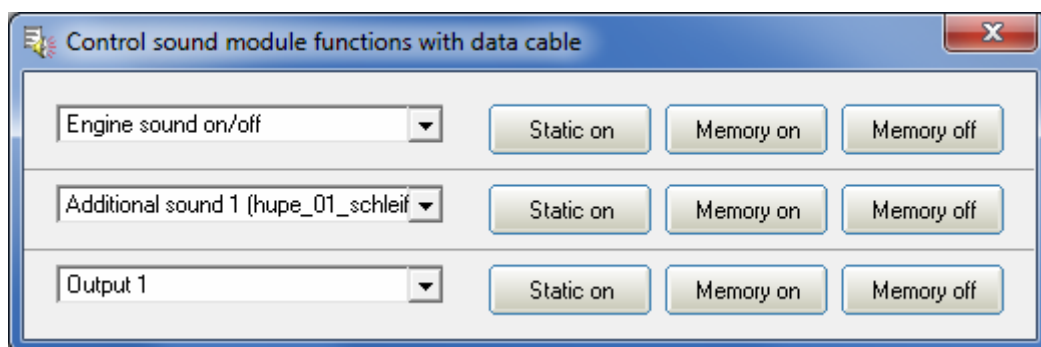 Control sound module functions with data cable
Engine sound on/off Static on Memory on Memory off
Additional sound 1 (hupe_01_schleif Static on Memory on Memory off
Output 1 Static on Memory on Memory off